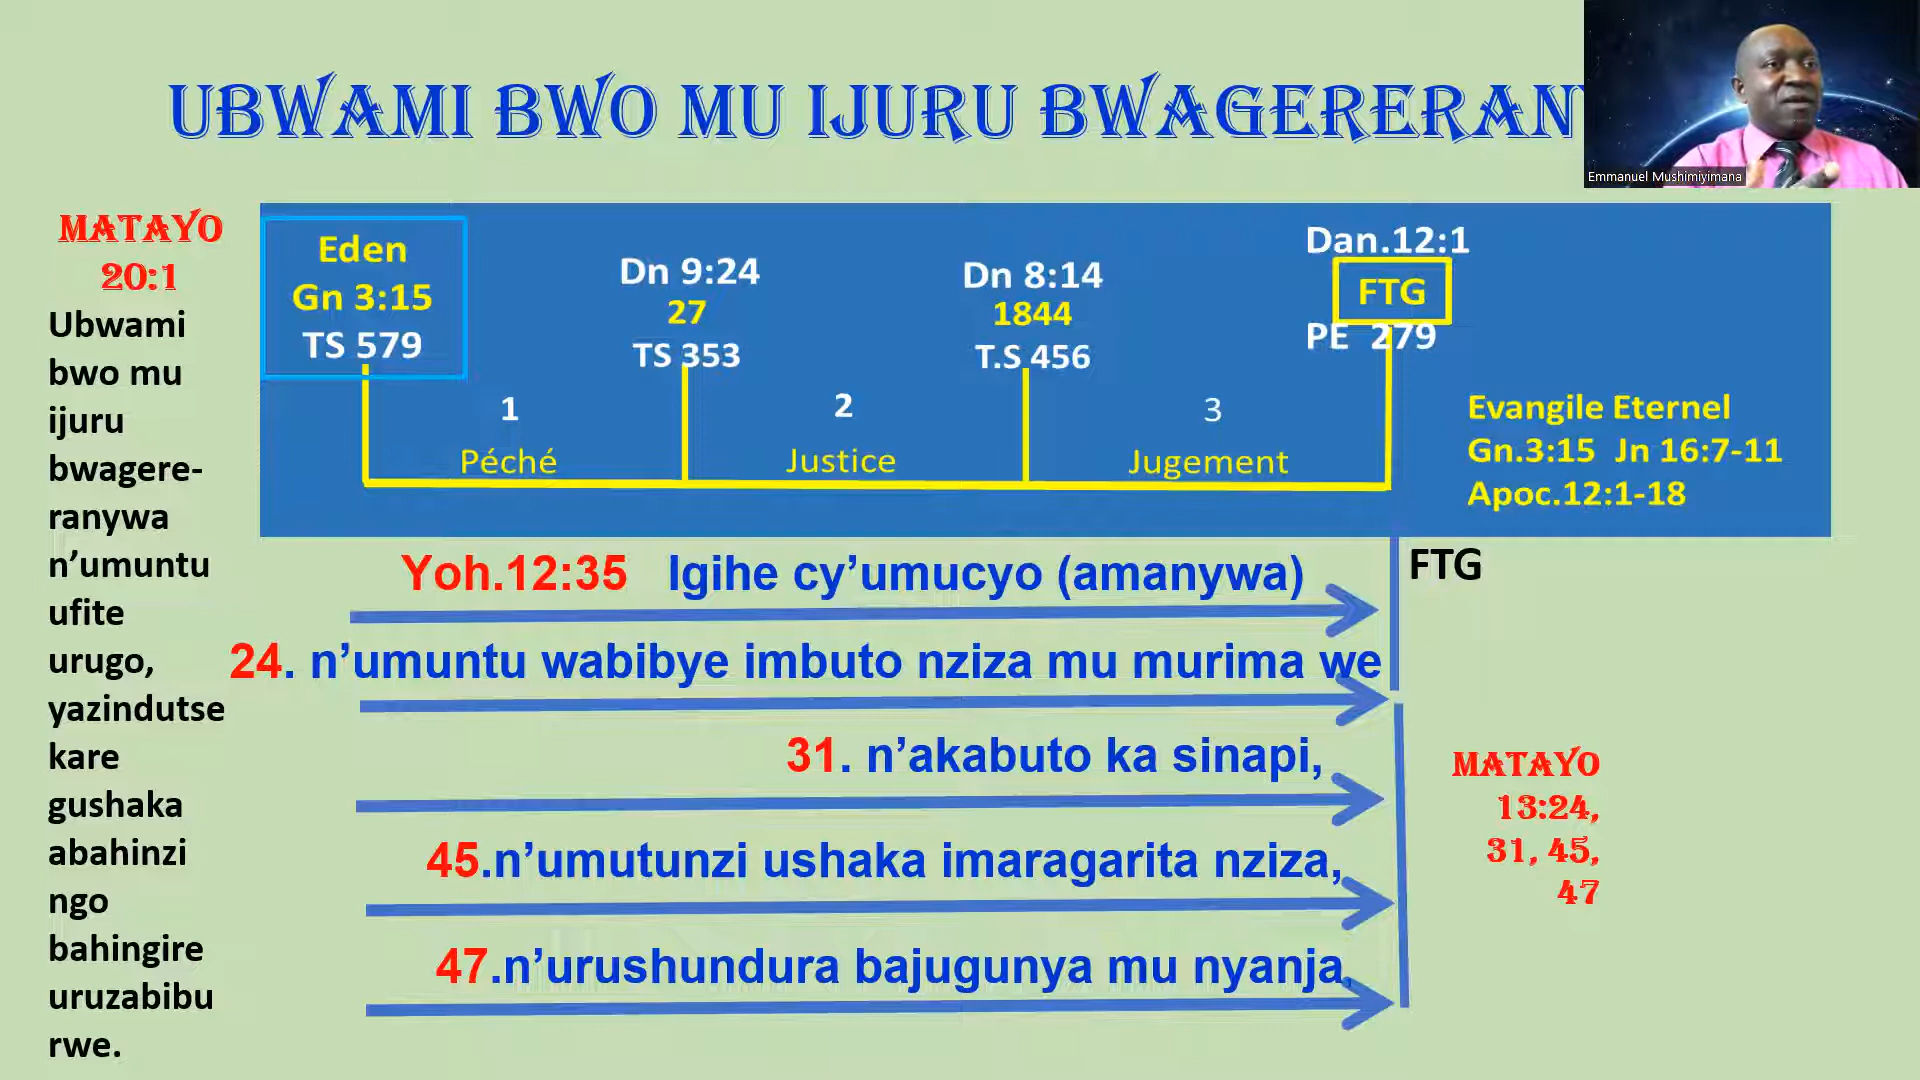 UBWAMI BWO MU IJURU BWAGERERAN
Emmanuel Mushimiyimana
MATAYO
20:1
Ubwami
bwo mu
ijuru
bwagere-
ranywa
n’umuntu
ufite
urugo,
yazindutse
kare
gushaka
abahinzi
ngo
bahingire
uruzabibu
rwe.
Eden
Gn 3:15
TS 579
Dn 9:24
27
TS 353
Dn 8:14
1844
T.S 456
Dan.12:1
FTG
PE 279
1
Péché
2
Justice
3
Jugement
Evangile Eternel
Gn.3:15 Jn 16:7-11
Apoc.12:1-18
Yoh.12:35 Igihe cy’umucyo (amanywa)
FTG
24. n’umuntu wabibye imbuto nziza mu murima we
31. n’akabuto ka sinapi,
45.n’umutunzi ushaka imaragarita nziza,
47.n’urushundura bajugunya mu nyanja,
MATAYO
13:24,
31, 45,
47